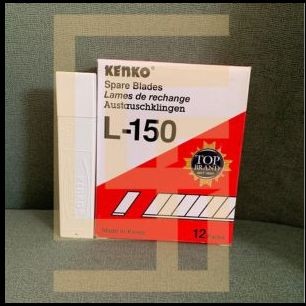 KENKO®
Spare Blades
Lames de rechange
Austauschklingen
L-150
TOP
BRAND
12
Made in Korea